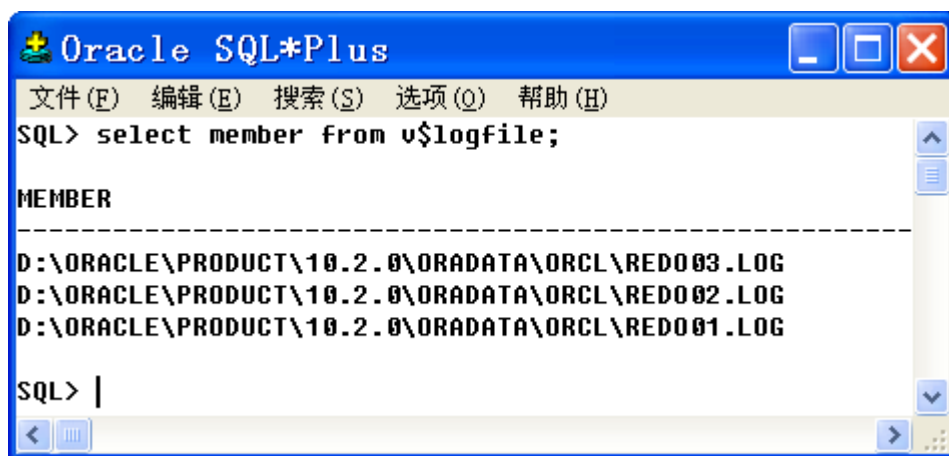 Oracle SQL*Plus
文件(F) 编辑(E) 搜索(S) 选项(O) 帮助(H)
SQL> select member from v$logfile;
MEMBER
--------------------------------------------------------
D:\ORACLE\PRODUCT\10.2.0\ORADATA\ORCL\REDO03.LOG
D:\ORACLE\PRODUCT\10.2.0\ORADATA\ORCL\REDO02.LOG
D:\ORACLE\PRODUCT\10.2.0\ORADATA\ORCL\REDO01.LOG
SQL>